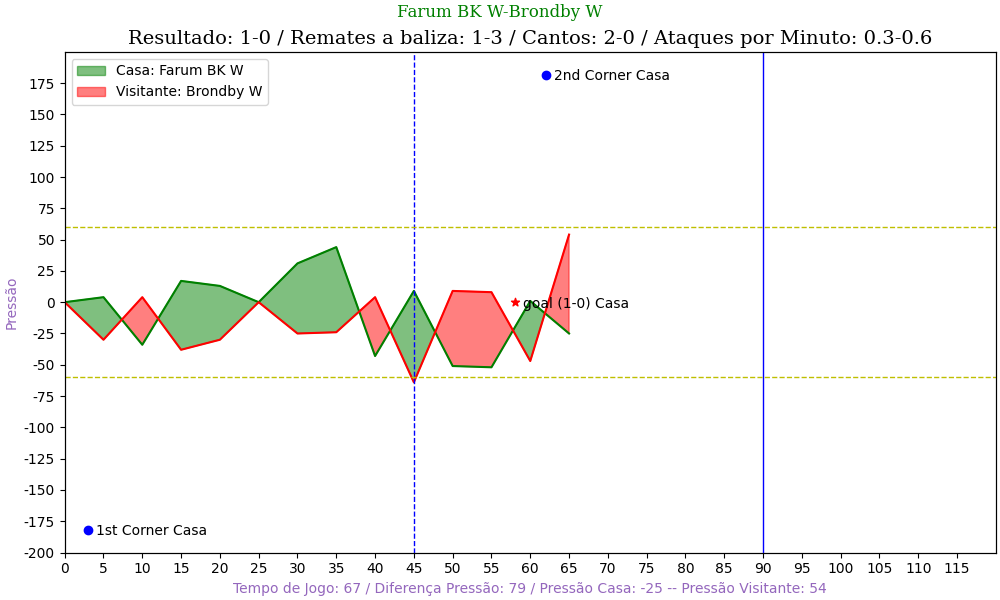 Farum BK W-Brondby W
Resultado: 1-0 / Remates a baliza: 1-3 / Cantos: 2-0 / Ataques por Minuto: 0.3-0.6
Casa: Farum BK W
Visitante: Brondby W
2nd Corner Casa
goal (1-0) Casa
1st Corner Casa
Pressão
175
150
125
100
75
50
25
0
-25
-50
-75
-100
-125
-150
-175
-200
0 5 10 15 20 25 30 35 40 45 50 55 60 65 70 75 80 85 90 95 100 105 110 115
Tempo de Jogo: 67 / Diferença Pressão: 79 / Pressão Casa: -25 -- Pressão Visitante: 54